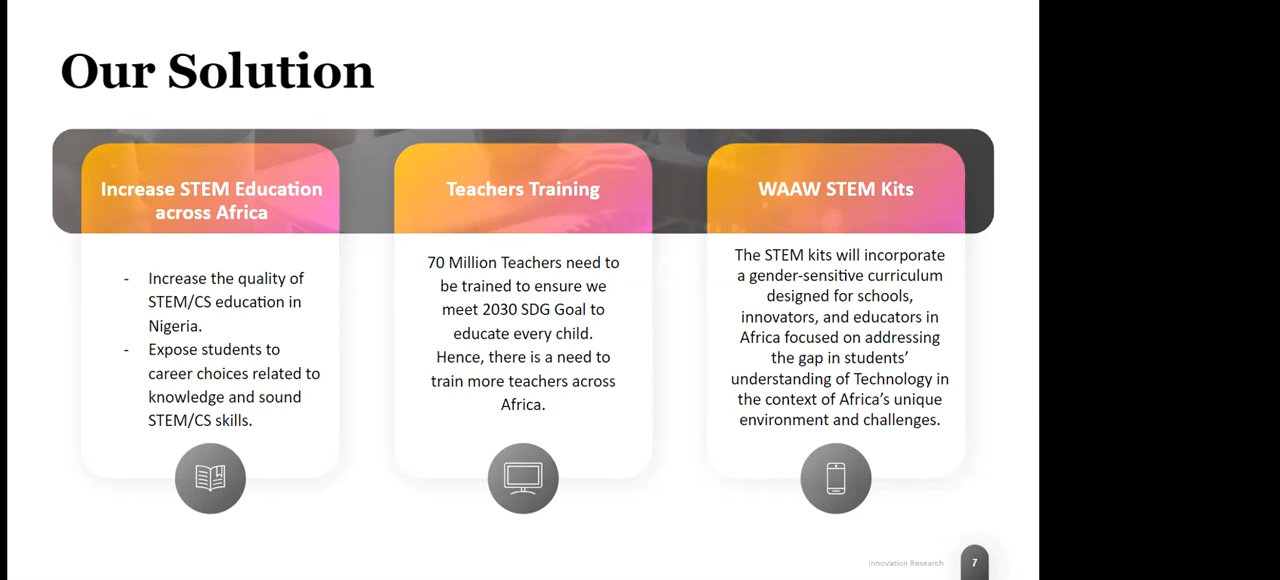 Our Solution
Increase STEM Education
across Africa
- Increase the quality of
STEM/CS education in
Nigeria.
- Expose students to
career choices related to
knowledge and sound
STEM/CS skills.
Teachers Training
70 Million Teachers need to
be trained to ensure we
meet 2030 SDG Goal to
educate every child.
Hence, there is a need to
train more teachers across
Africa.
WAAW STEM Kits
The STEM kits will incorporate
a gender-sensitive curriculum
designed for schools,
innovators, and educators in
Africa focused on addressing
the gap in students’
understanding of Technology in
the context of Africa’s unique
environment and challenges.
Innovation Research
7